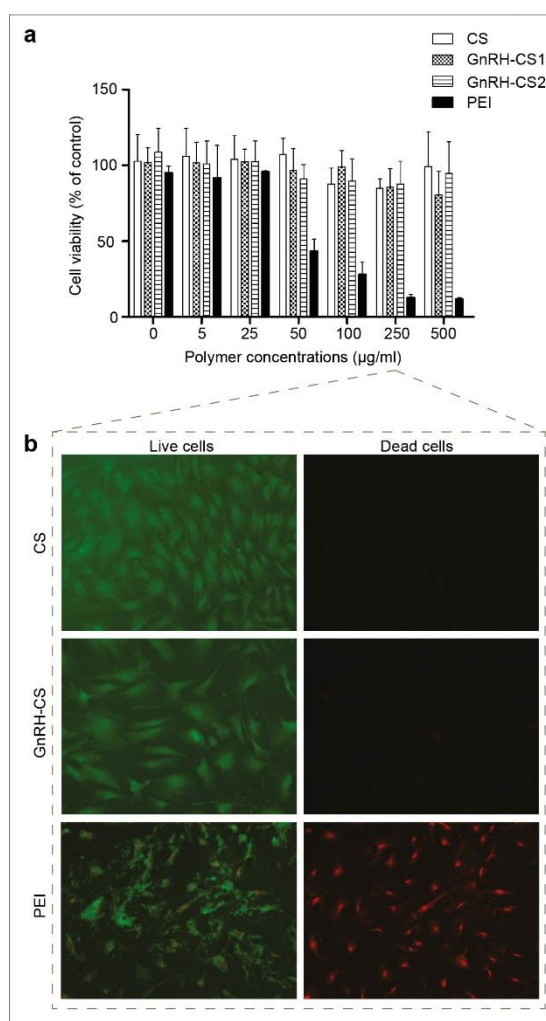 a
CS
GnRH-CS1
GnRH-CS2
PEI
150
100
50
0
Cell viability (% of control)
0 5 25 50 100 250 500
Polymer concentrations (µg/ml)
b
Live cells Dead cells
CS
GnRH-CS
PEI